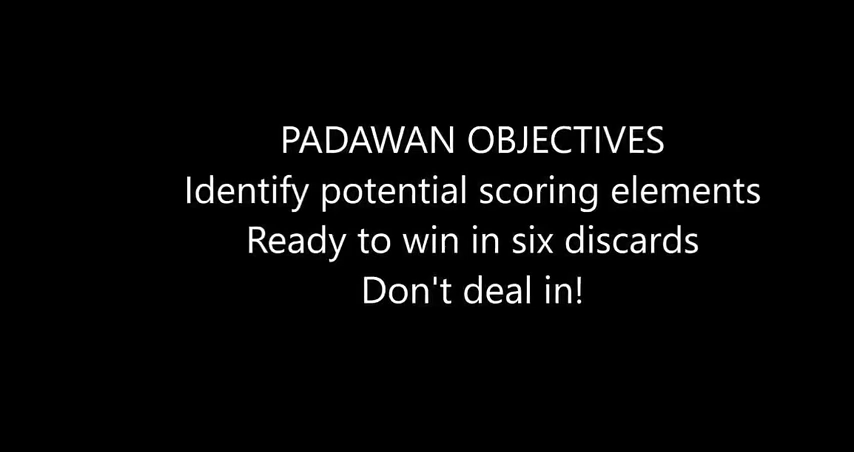 PADAWAN OBJECTIVES
Identify potential scoring elements
Ready to win in six discards
Don't deal in!